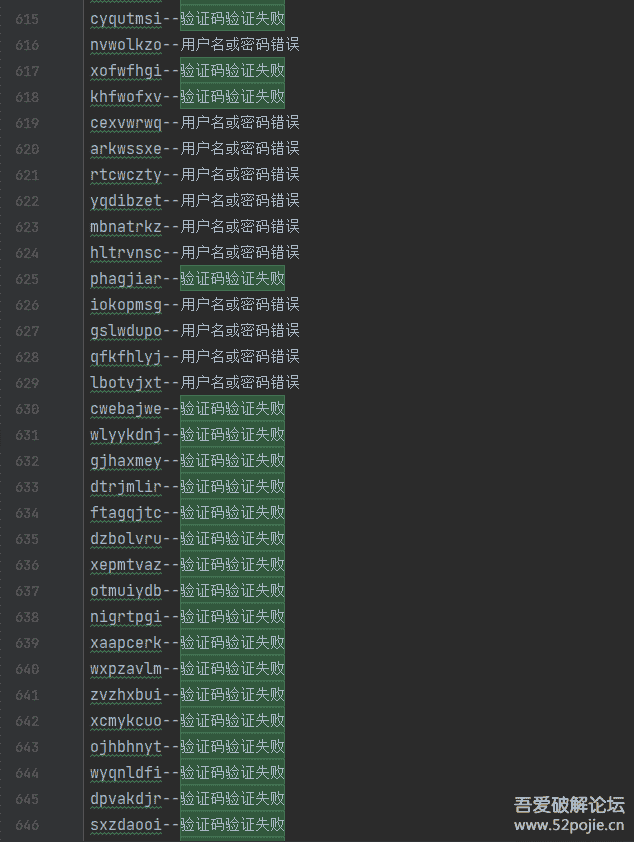 615 cyqutmsi--验证码验证失败
616 nvwolkzo--用户名或密码错误
617 xofwfhgi--验证码验证失败
618 khfwofxv--验证码验证失败
619 cexvwrwq--用户名或密码错误
620 arkwssxe--用户名或密码错误
621 rtcwczty--用户名或密码错误
622 yqdibzet--用户名或密码错误
623 mbnatrkz--用户名或密码错误
624 hltrvnsc--用户名或密码错误
625 phagjiar--验证码验证失败
626 iokopmsg--用户名或密码错误
627 gslwdupo--用户名或密码错误
628 qfkfhlyj--用户名或密码错误
629 lbotvjxt--用户名或密码错误
630 cwebajwe--验证码验证失败
631 wlyykdnj--验证码验证失败
632 gjhaxmey--验证码验证失败
633 dtrjmlir--验证码验证失败
634 ftagqjtc--验证码验证失败
635 dzbolvru--验证码验证失败
636 xepmtvaz--验证码验证失败
637 otmuiydb--验证码验证失败
638 nigrtpgi--验证码验证失败
639 xaapcerk--验证码验证失败
640 wxpzavlm--验证码验证失败
641 zvzhxbui--验证码验证失败
642 xcmykcuo--验证码验证失败
643 ojhbhnyt--验证码验证失败
644 wyqnldfi--验证码验证失败
645 dpvakdjr--验证码验证失败
646 sxzdaooi--验证码验证失败
吾爱破解论坛
www.52pojie.cn